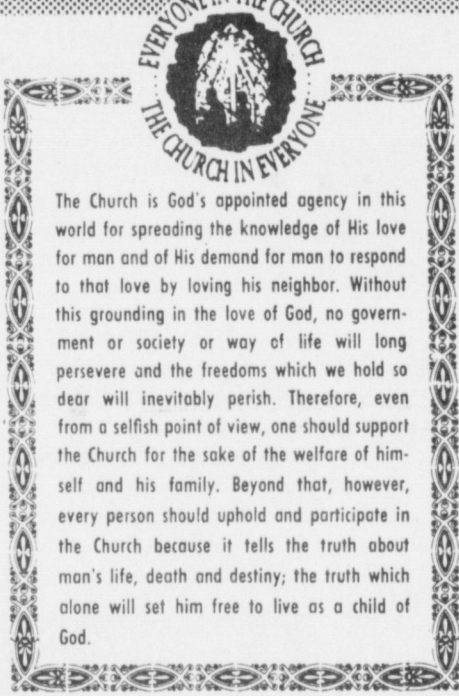 EVERYONE IN THE CHURCH
THE CHURCH IN EVERYONE
The Church is God's appointed agency in this
world for spreading the knowledge of His love
for man and of His demand for man to respond
to that love by loving his neighbor. Without
this grounding in the love of God, no govern-
ment or society or way of life will long
persevere and the freedoms which we hold so
dear will inevitably perish. Therefore, even
from a selfish point of view, one should support
the Church for the sake of the welfare of him-
self and his family. Beyond that, however,
every person should uphold and participate in
the Church because it tells the truth about
man's life, death and destiny; the truth which
alone will set him free to live as a child of
God.